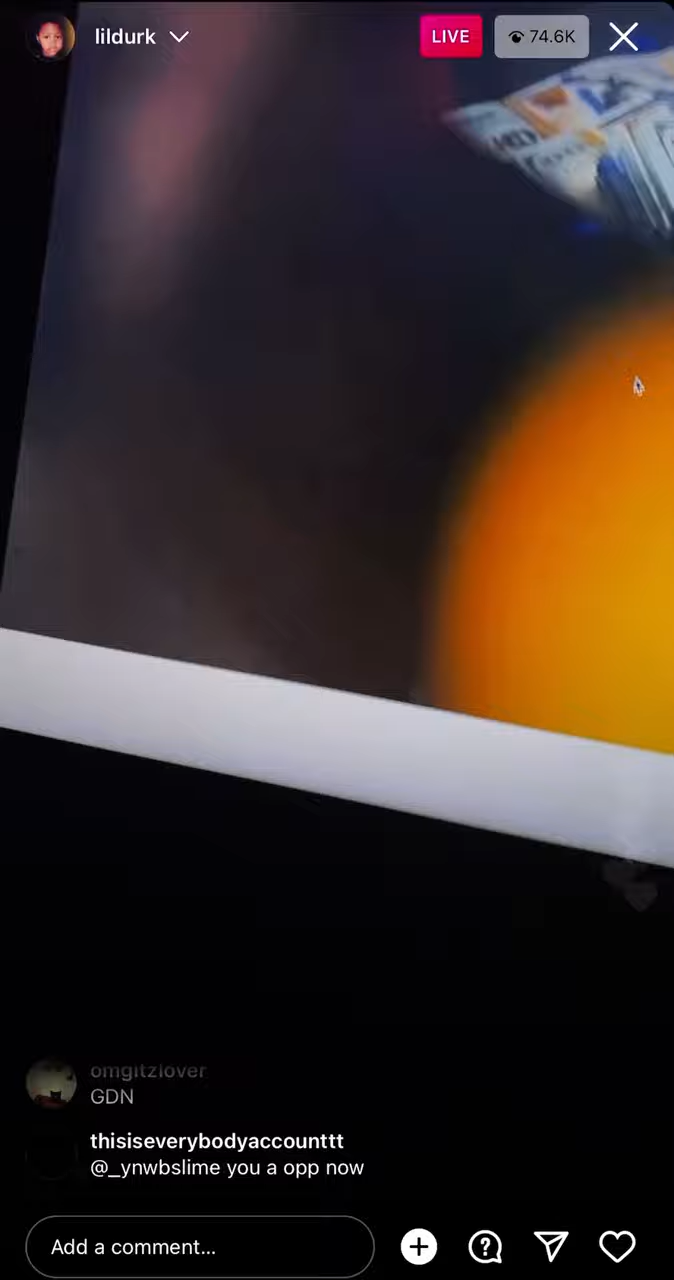 lildurk
LIVE
74.6K
omgitzlover
GDN
thisiseverybodyaccounttt
@_ynwbslime you a opp now
Add a comment...